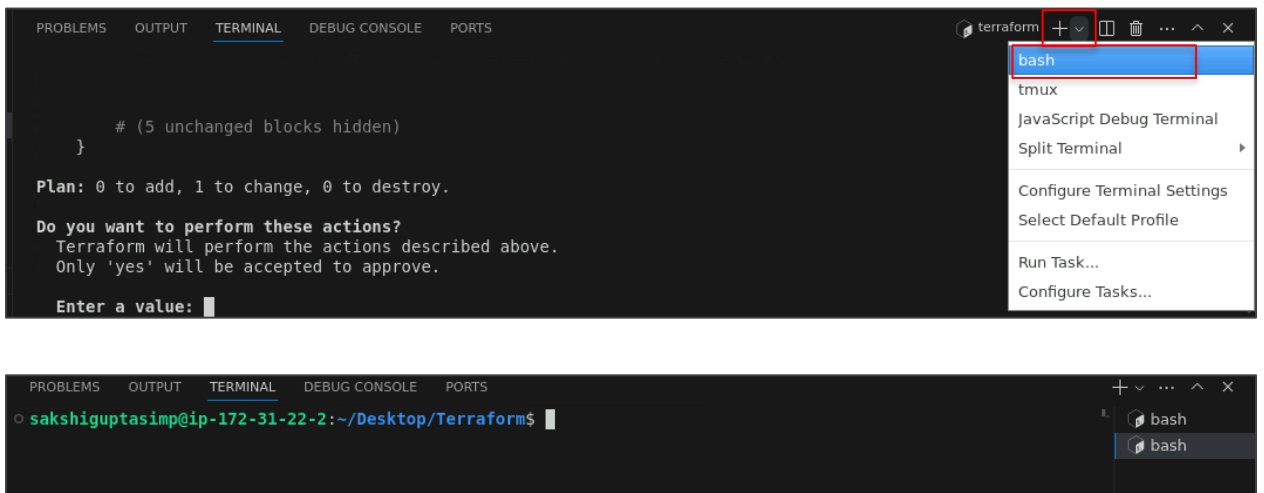 PROBLEMS OUTPUT TERMINAL DEBUG CONSOLE PORTS terraform
bash
tmux
# (5 unchanged blocks hidden)
JavaScript Debug Terminal
}
Split Terminal
Plan: 0 to add, 1 to change, 0 to destroy.
Configure Terminal Settings
Do you want to perform these actions?
Select Default Profile
Terraform will perform the actions described above.
Only 'yes' will be accepted to approve.
Run Task...
Configure Tasks...
Enter a value:
PROBLEMS OUTPUT TERMINAL DEBUG CONSOLE PORTS
sakshiguptasimp@ip-172-31-22-2:~/Desktop/Terraform$
bash
bash